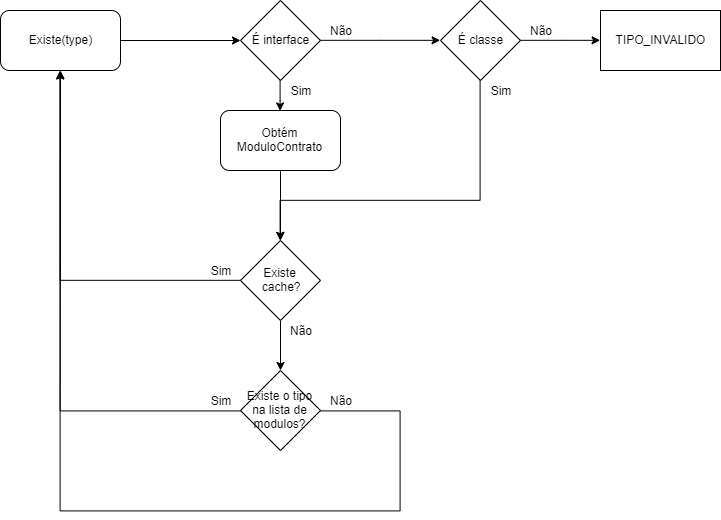 Existe(type)
É interface
Não
É classe
Não
TIPO_INVALIDO
Sim
Sim
Obtém
ModuloContrato
Sim
Existe
cache?
Não
Sim
Existe o tipo
na lista de
modulos?
Não